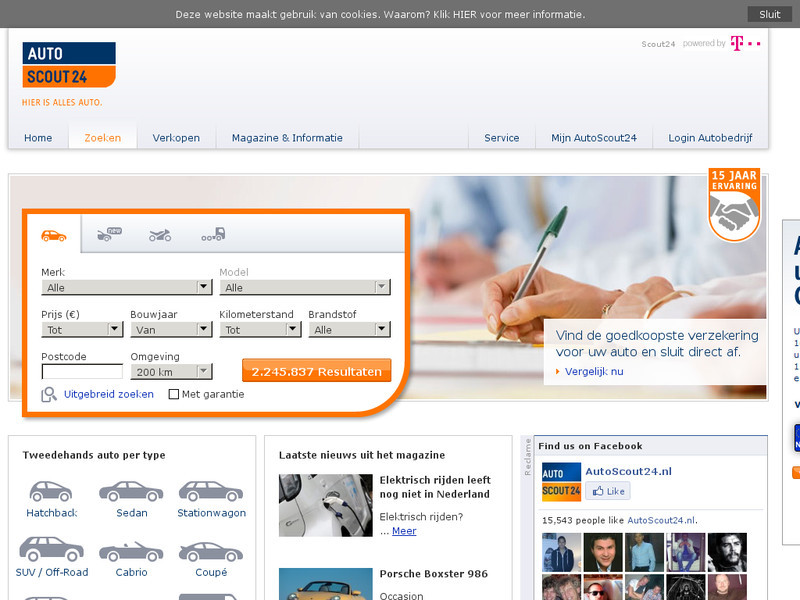 Deze website maakt gebruik van cookies. Waarom? Klik HIER voor meer informatie.
Sluit
AUTO
SCOUT 24
HIER IS ALLES AUTO.
Scout24 powered by T
Home
Zoeken
Verkopen
Magazine & Informatie
Service
Mijn AutoScout24
Login Autobedrijf
15 JAAR
ERVARING
new
Merk
Model
Alle
Alle
Prijs (€)
Bouwjaar
Kilometerstand
Brandstof
Tot
Van
Tot
Alle
Postcode
Omgeving
200 km
2.245.837 Resultaten
Uitgebreid zoeken
Met garantie
Vind de goedkoopste verzekering
voor uw auto en sluit direct af.
Vergelijk nu
Tweedehands auto per type
Hatchback
Sedan
Stationwagon
SUV / Off-Road
Cabrio
Coupé
Laatste nieuws uit het magazine
Elektrisch rijden leeft
nog niet in Nederland
Elektrisch rijden?
... Meer
Porsche Boxster 986
Occasion
Reclame
Find us on Facebook
AUTO
SCOUT 24
AutoScout24.nl
Like
15,543 people like AutoScout24.nl.